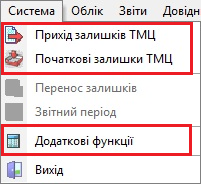 Система Облік Звіти Довідн
Прихід залишків ТМЦ
Початкові залишки ТМЦ
Перенос залишків
Звітний період
Додаткові функції
Вихід